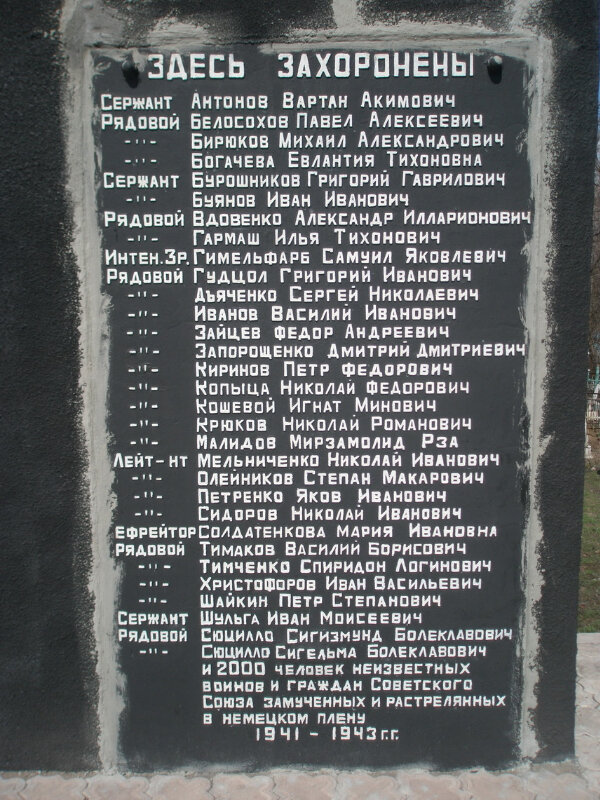 ЗДЕСЬ ЗАХОРОНЕНЫ
СЕРЖАНТ АНТОНОВ ВАРТАН АКИМОВИЧ
РЯДОВОЙ БЕЛОСОХОВ ПАВЕЛ АЛЕКСЕЕВИЧ
-"- БИРЮКОВ МИХАИЛ АЛЕКСАНДРОВИЧ
-"- БОГАЧЕВА ЕВЛАНТИЯ ТИХОНОВНА
СЕРЖАНТ БУРОШНИКОВ ГРИГОРИЙ ГАВРИЛОВИЧ
-"- БУЯНОВ ИВАН ИВАНОВИЧ
РЯДОВОЙ ВДОВЕНКО АЛЕКСАНДР ИЛЛАРИОНОВИЧ
-"- ГАРМАШ ИЛЬЯ ТИХОНОВИЧ
ИНТЕН.3Р. ГИМЕЛЬФАРБ САМУИЛ ЯКОВЛЕВИЧ
РЯДОВОЙ ГУДЦОЛ ГРИГОРИЙ ИВАНОВИЧ
-"- ДЬЯЧЕНКО СЕРГЕЙ НИКОЛАЕВИЧ
-"- ИВАНОВ ВАСИЛИЙ ИВАНОВИЧ
-"- ЗАЙЦЕВ ФЕДОР АНДРЕЕВИЧ
-"- ЗАПОРОЩЕНКО ДМИТРИЙ ДМИТРИЕВИЧ
-"- КИРИНОВ ПЕТР ФЕДОРОВИЧ
-"- КОПЫЦА НИКОЛАЙ ФЕДОРОВИЧ
-"- КОШЕВОЙ ИГНАТ МИНОВИЧ
-"- КРЮКОВ НИКОЛАЙ РОМАНОВИЧ
-"- МАЛИДОВ МИРЗАМОЛИД РЗА
ЛЕЙТ-НТ МЕЛЬНИЧЕНКО НИКОЛАЙ ИВАНОВИЧ
-"- ОЛЕЙНИКОВ СТЕПАН МАКАРОВИЧ
-"- ПЕТРЕНКО ЯКОВ ИВАНОВИЧ
-"- СИДОРОВ НИКОЛАЙ ИВАНОВИЧ
ЕФРЕЙТОР СОЛДАТЕНКОВА МАРИЯ ИВАНОВНА
РЯДОВОЙ ТИМАКОВ ВАСИЛИЙ БОРИСОВИЧ
-"- ТИМЧЕНКО СПИРИДОН ЛОГИНОВИЧ
-"- ХРИСТОФОРОВ ИВАН ВАСИЛЬЕВИЧ
-"- ШАЙКИН ПЕТР СТЕПАНОВИЧ
СЕРЖАНТ ШУЛЬГА ИВАН МОИСЕЕВИЧ
РЯДОВОЙ СЮЦИЛЛО СИГИЗМУНД БОЛЕКЛАВОВИЧ
-"- СЮЦИЛЛО СИГЕЛЬМА БОЛЕКЛАВОВИЧ
И 2000 ЧЕЛОВЕК НЕИЗВЕСТНЫХ
ВОИНОВ И ГРАЖДАН СОВЕТСКОГО
СОЮЗА ЗАМУЧЕННЫХ И РАСТРЕЛЯННЫХ
В НЕМЕЦКОМ ПЛЕНУ
1941 – 1943 г.г.